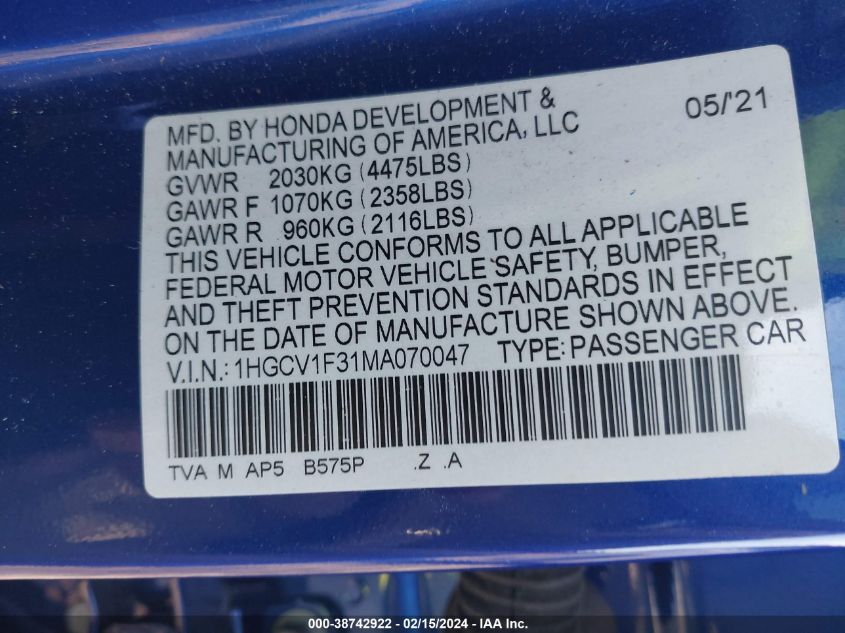 MFD. BY HONDA DEVELOPMENT & 05/'21
MANUFACTURING OF AMERICA, LLC
GVWR 2030KG (4475LBS)
GAWR F 1070KG (2358LBS)
GAWR R 960KG (2116LBS)
THIS VEHICLE CONFORMS TO ALL APPLICABLE
FEDERAL MOTOR VEHICLE SAFETY, BUMPER,
AND THEFT PREVENTION STANDARDS IN EFFECT
ON THE DATE OF MANUFACTURE SHOWN ABOVE.
V.I.N.: 1HGCV1F31MA070047 TYPE: PASSENGER CAR
TVA M AP5 B575P .Z .A
000-38742922 - 02/15/2024 - IAA Inc.